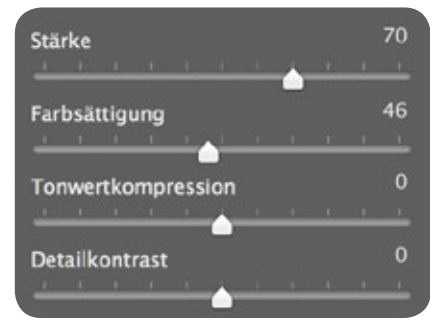 Stärke 70
Farbsättigung 46
Tonwertkompression 0
Detailkontrast 0